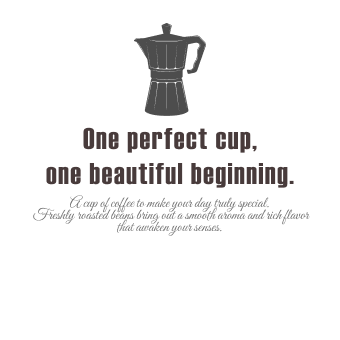 One perfect cup,
one beautiful beginning.
A cup of coffee to make your day truly special.
Freshly roasted beans bring out a smooth aroma and rich flavor
that awaken your senses.